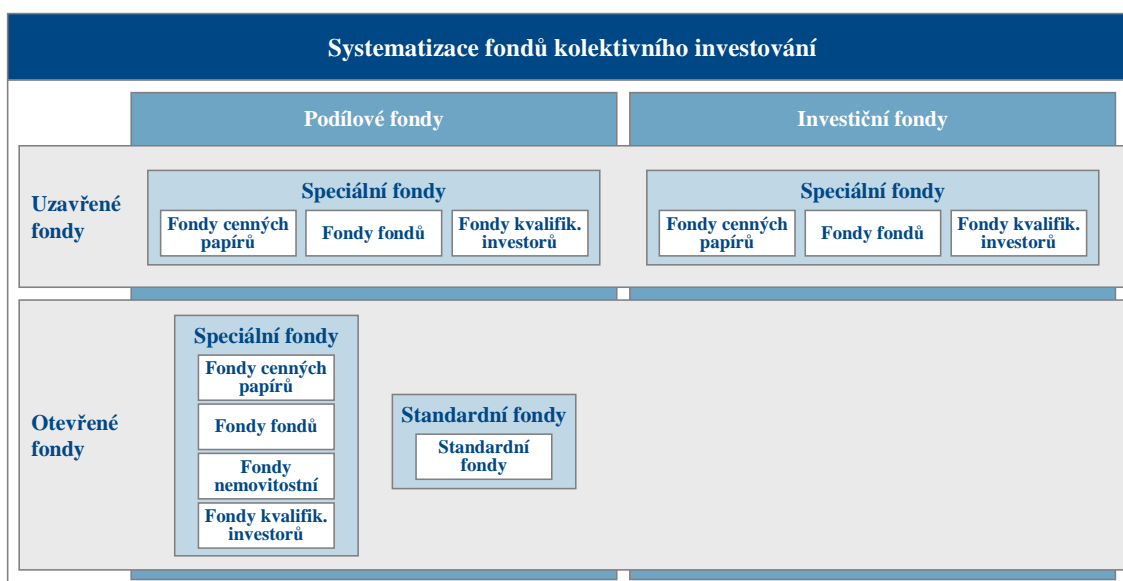 Systematizace fondů kolektivního investování
Podílové fondy
Investiční fondy
Uzavřené
fondy
Speciální fondy
Fondy cenných
papírů
Fondy fondů
Fondy kvalifik.
investorů
Speciální fondy
Fondy cenných
papírů
Fondy fondů
Fondy kvalifik.
investorů
Otevřené
fondy
Speciální fondy
Fondy cenných
papírů
Fondy fondů
Fondy
nemovitostní
Fondy kvalifik.
investorů
Standardní fondy
Standardní
fondy